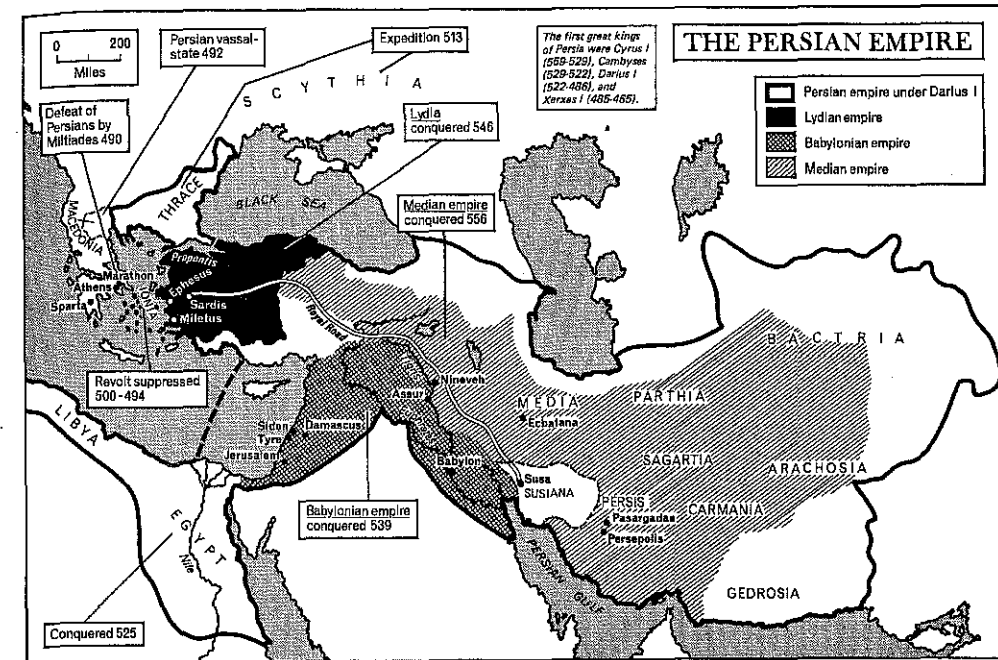 THE PERSIAN EMPIRE
0 200
Miles
Persian vassal-
state 492
Expedition 513
The first great kings
of Persia were Cyrus I
(559-529), Cambyses
(529-522), Darius I
(522-486), and
Xerxes I (485-465).
Persian empire under Darius I
Lydian empire
Babylonian empire
Median empire
Defeat of
Persians by
Miltiades 490
SCYTHIA
Lydia
conquered 546
THRACE
BLACK SEA
MACEDONIA
Median empire
conquered 556
Propontis
Marathon
Athens
Sparta
IONIA
Ephesus
Sardis
Miletus
Royal Road
BACTRIA
Revolt suppressed
500-494
Nineveh
Assur
MEDIA
Ecbatana
PARTHIA
LIBYA
Sidon
Tyre
Damascus
Jerusalem
Babylon
SAGARTIA
ARACHOSIA
Susa
SUSIANA
PERSIS
Pasargadae
Persepolis
CARMANIA
Babylonian empire
conquered 539
EGYPT
Nile
PERSIAN GULF
GEDROSIA
Conquered 525